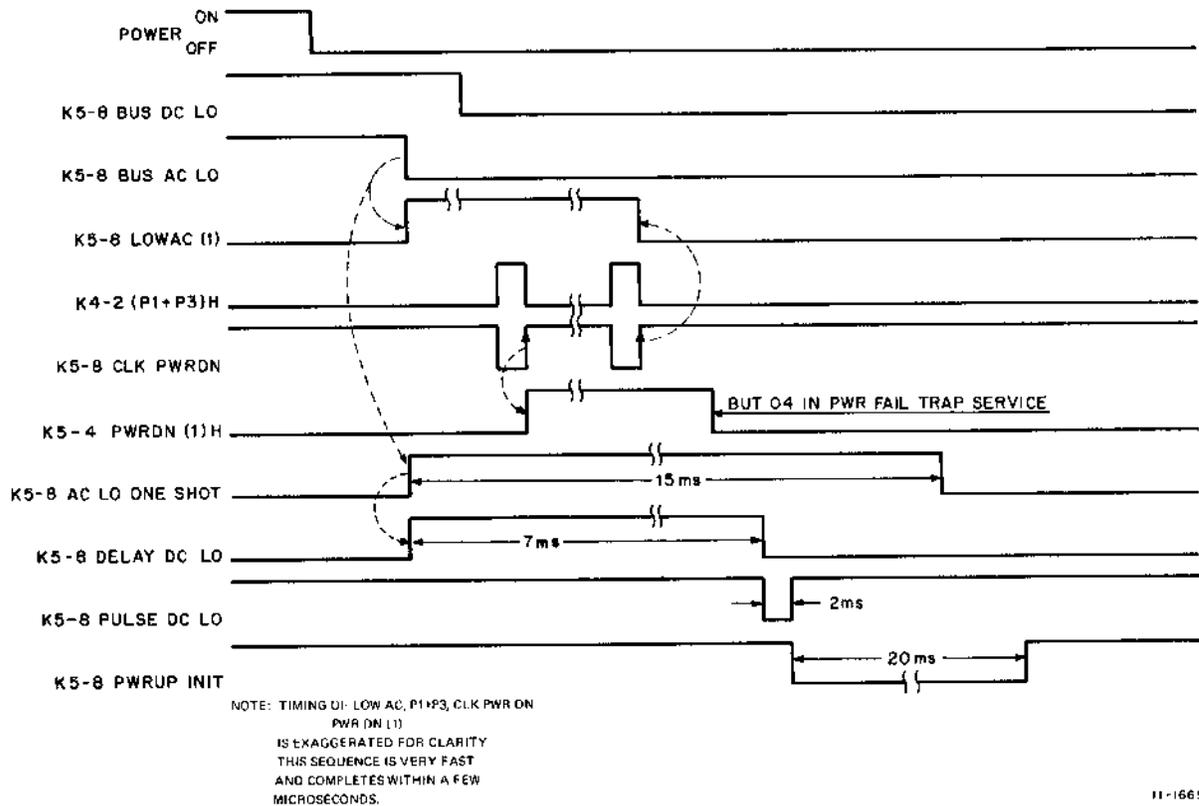 ON
POWER
OFF
K5-8 BUS DC LO
K5-8 BUS AC LO
K5-8 LOWAC (1)
K4-2 (P1+P3) H
K5-8 CLK PWRDN
BUT 04 IN PWR FAIL TRAP SERVICE
K5-4 PWRDN (1) H
15 ms
K5-8 AC LO ONE SHOT
7ms
K5-8 DELAY DC LO
2ms
K5-8 PULSE DC LO
20 ms
K5-8 PWRUP INIT
NOTE: TIMING OF LOW AC, P1+P3, CLK PWR DN
PWR DN (1)
IS EXAGGERATED FOR CLARITY
THIS SEQUENCE IS VERY FAST
AND COMPLETES WITHIN A FEW
MICROSECONDS.